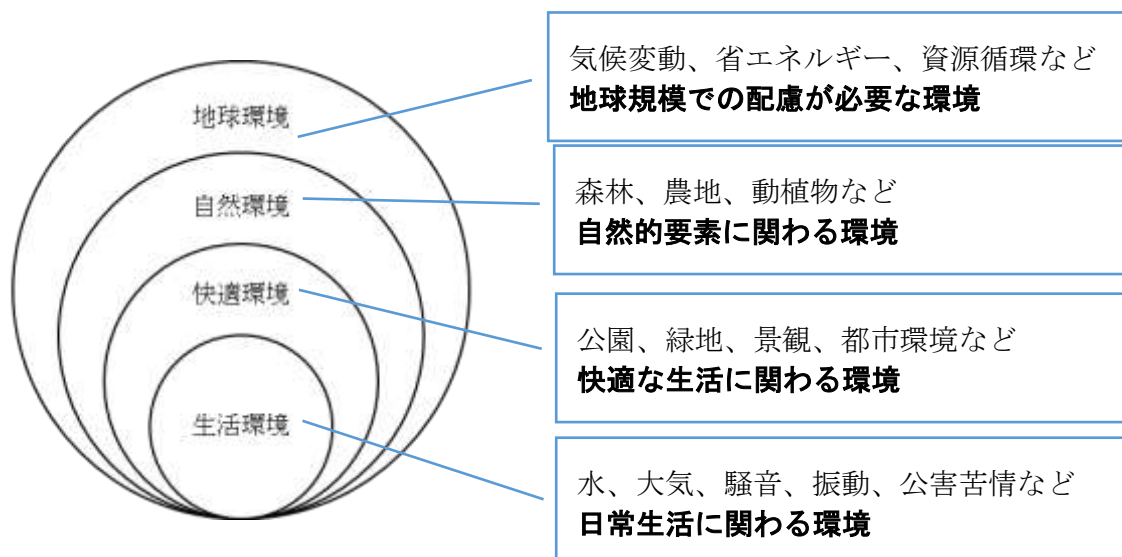 地球環境
気候変動、省エネルギー、資源循環など
地球規模での配慮が必要な環境
自然環境
森林、農地、動植物など
自然的要素に関わる環境
快適環境
公園、緑地、景観、都市環境など
快適な生活に関わる環境
生活環境
水、大気、騒音、振動、公害苦情など
日常生活に関わる環境